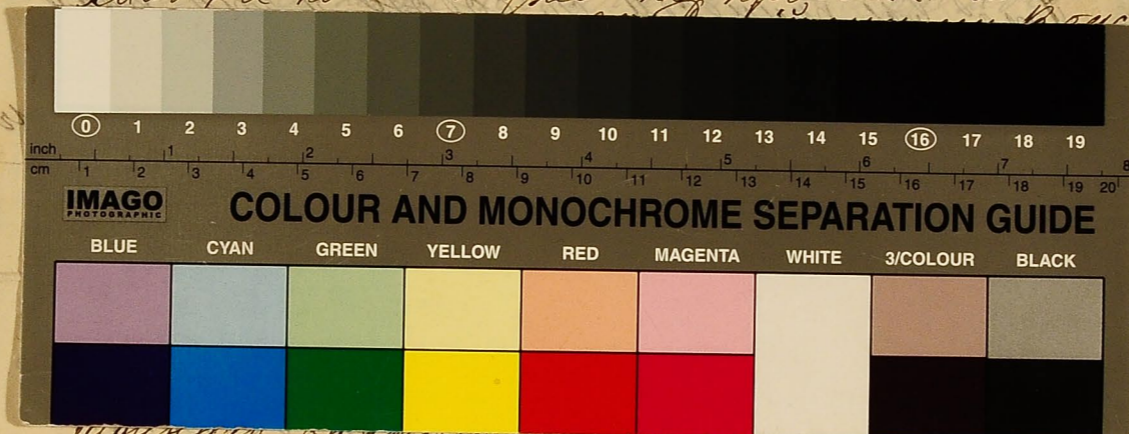 0 1 2 3 4 5 6 7 8 9 10 11 12 13 14 15 16 17 18 19
inch 1 2 3 4 5 6 7 8
cm 1 2 3 4 5 6 7 8 9 10 11 12 13 14 15 16 17 18 19 20
IMAGO
PHOTOGRAPHIC
COLOUR AND MONOCHROME SEPARATION GUIDE
BLUE CYAN GREEN YELLOW RED MAGENTA WHITE 3/COLOUR BLACK